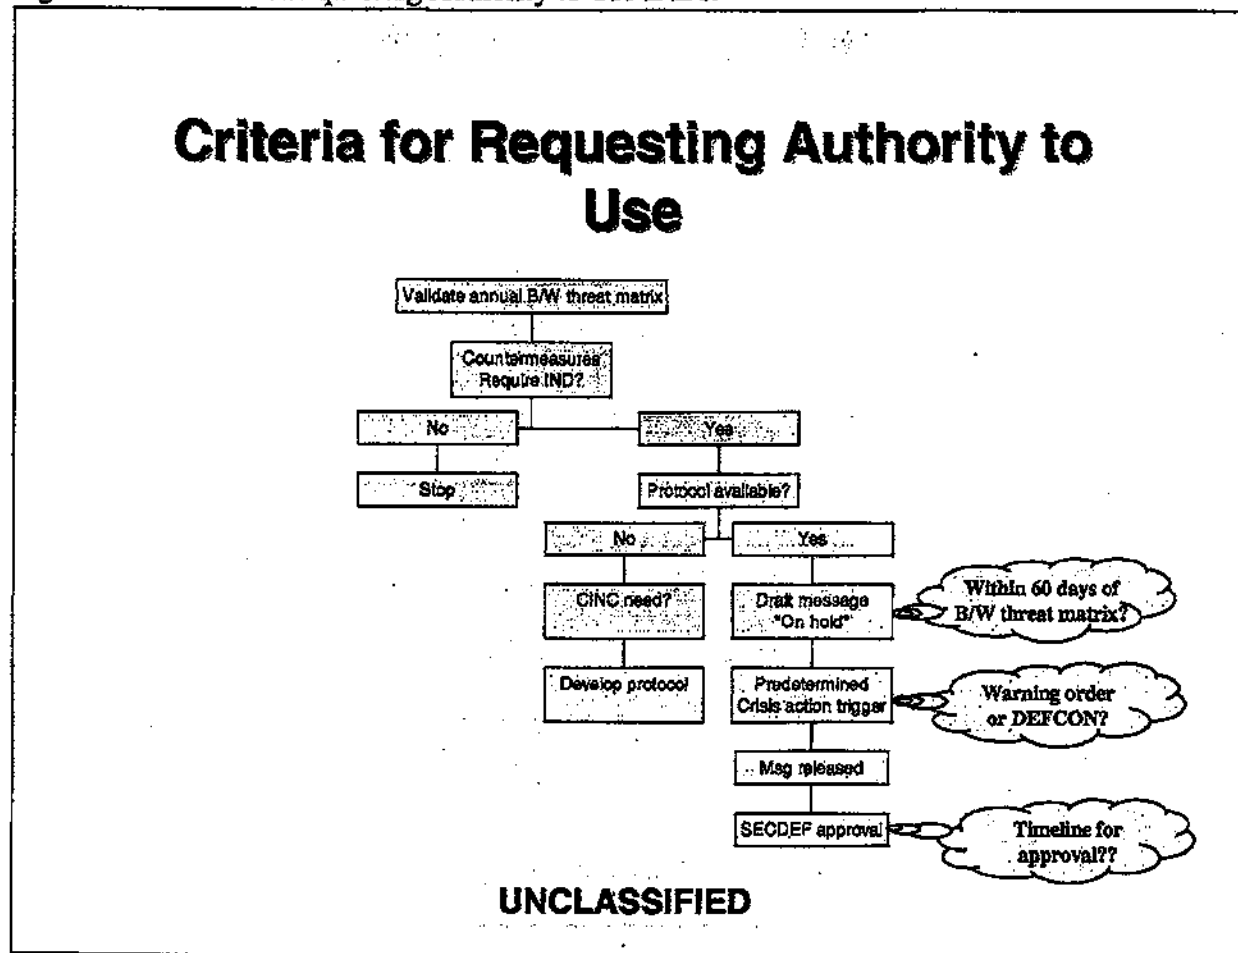 Criteria for Requesting Authority to
Use
Validate annual B/W threat matrix
Countermeasures
Require IND?
No
Yes
Stop
Protocol available?
No
Yes
CINC need?
Draft message
"On hold"
Within 60 days of
B/W threat matrix?
Develop protocol
Predetermined
Crisis action trigger
Warning order
or DEFCON?
Msg released
SECDEF approval
Timeline for
approval??
UNCLASSIFIED